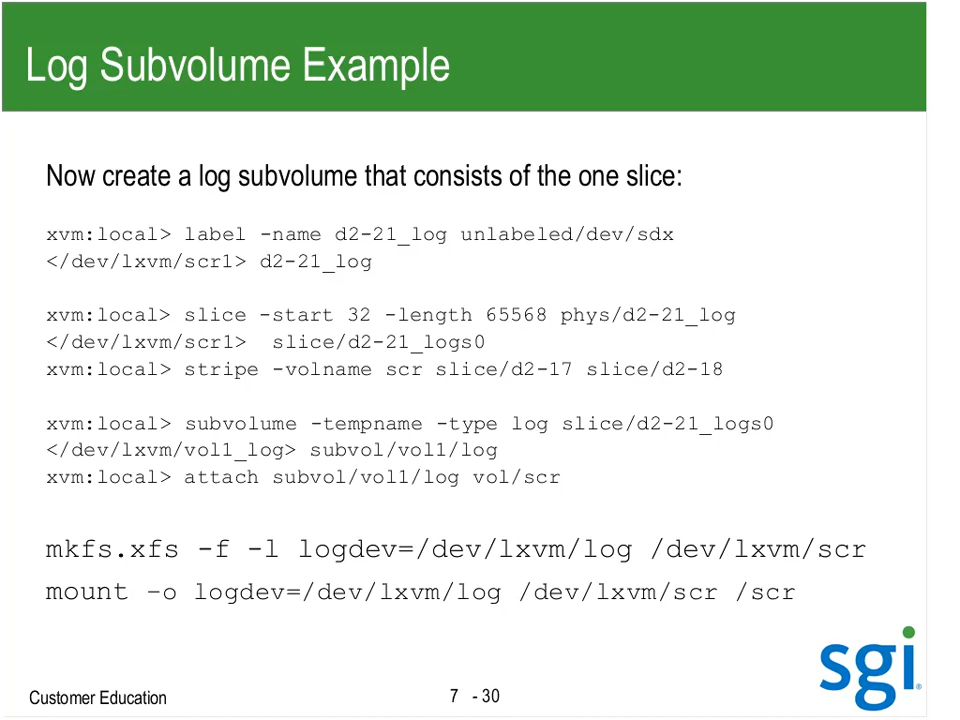 Log Subvolume Example
Now create a log subvolume that consists of the one slice:
xvm:local> label -name d2-21_log unlabeled/dev/sdx
</dev/lxvm/scr1> d2-21_log
xvm:local> slice -start 32 -length 65568 phys/d2-21_log
</dev/lxvm/scr1>  slice/d2-21_logs0
xvm:local> stripe -volname scr slice/d2-17 slice/d2-18
xvm:local> subvolume -tempname -type log slice/d2-21_logs0
</dev/lxvm/vol1_log> subvol/vol1/log
xvm:local> attach subvol/vol1/log vol/scr
mkfs.xfs -f -l logdev=/dev/lxvm/log /dev/lxvm/scr
mount –o logdev=/dev/lxvm/log /dev/lxvm/scr /scr
sgi®
Customer Education
7 - 30